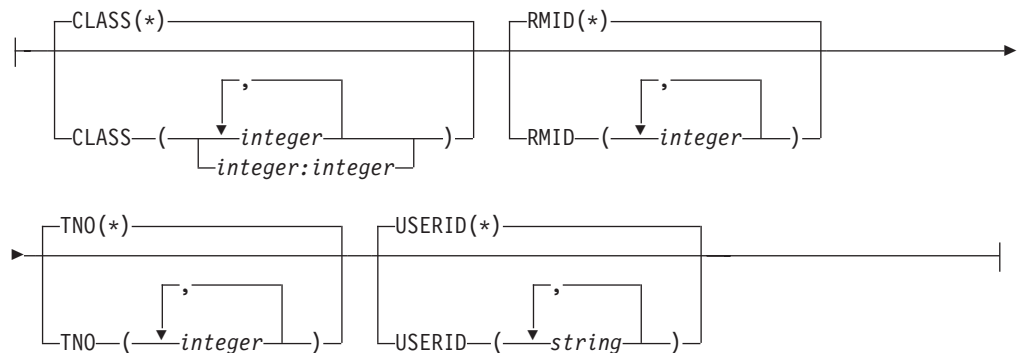 CLASS(*) RMID(*)
, ,
CLASS ( integer ) RMID ( integer )
integer:integer
TNO(*) USERID(*)
, ,
TNO ( integer ) USERID ( string )